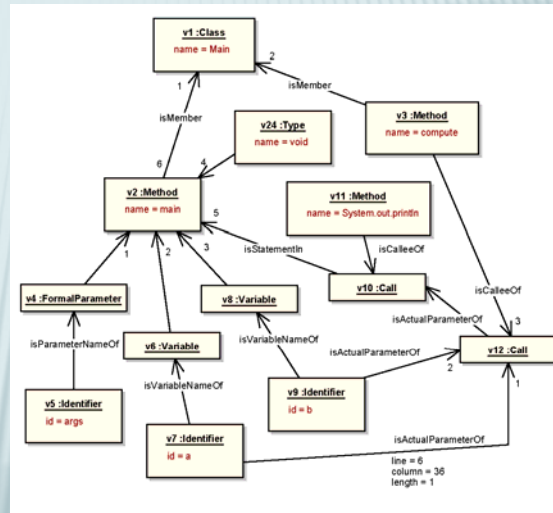 v1 :Class
name = Main
1
2
isMember
isMember
v3 :Method
name = compute
v24 :Type
name = void
6
4
v2 :Method
name = main
v11 :Method
name = System.out.println
5
1
2
3
isStatementIn
isCalleeOf
isCalleeOf
v4 :FormalParameter
v8 :Variable
v10 :Call
isActualParameterOf
3
isParameterNameOf
v6 :Variable
isVariableNameOf
isActualParameterOf
v12 :Call
2
1
isVariableNameOf
v5 :Identifier
id = args
v9 :Identifier
id = b
v7 :Identifier
id = a
isActualParameterOf
line = 6
column = 36
length = 1